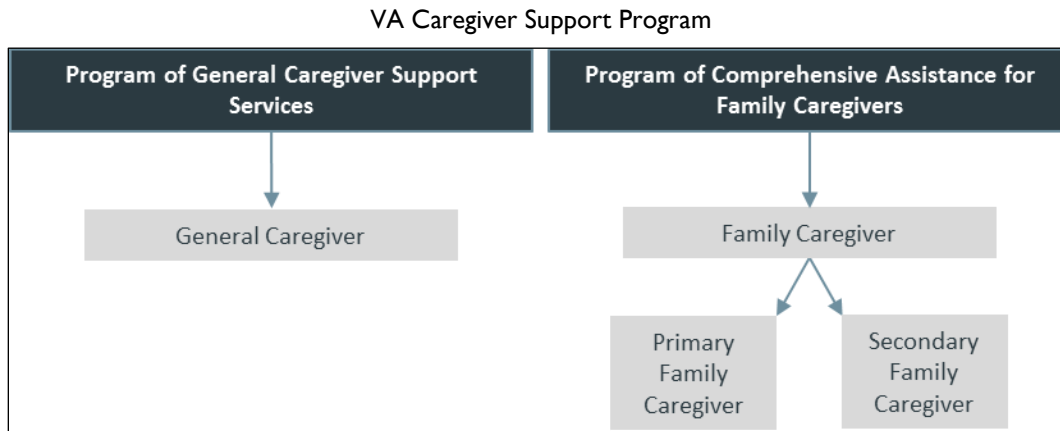 VA Caregiver Support Program
Program of General Caregiver Support
Services
General Caregiver
Program of Comprehensive Assistance for
Family Caregivers
Family Caregiver
Primary
Family
Caregiver
Secondary
Family
Caregiver